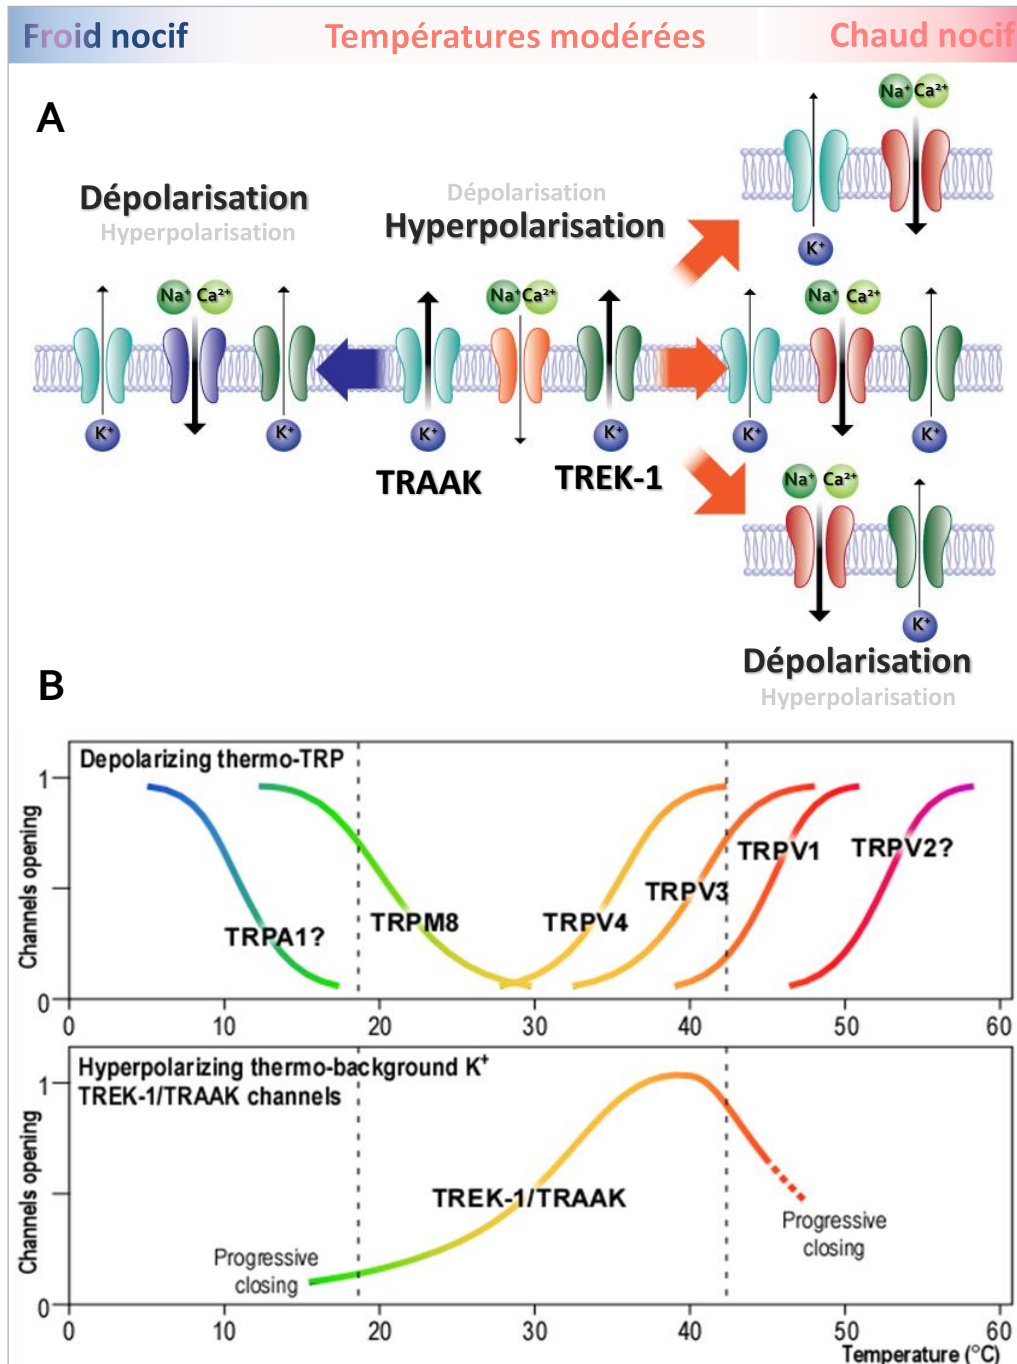 Froid nocif
Températures modérées
Chaud nocif
A
Na⁺ Ca²⁺
K⁺
Dépolarisation
Hyperpolarisation
Dépolarisation
Hyperpolarisation
Na⁺ Ca²⁺
Na⁺ Ca²⁺
Na⁺ Ca²⁺
K⁺
K⁺
K⁺
K⁺
K⁺
K⁺
TRAAK
TREK-1
Na⁺ Ca²⁺
K⁺
Dépolarisation
Hyperpolarisation
B
Depolarizing thermo-TRP
Channels opening
1
0
TRPA1?
TRPM8
TRPV4
TRPV3
TRPV1
TRPV2?
0 10 20 30 40 50 60
Hyperpolarizing thermo-background K⁺
TREK-1/TRAAK channels
Channels opening
1
0
TREK-1/TRAAK
Progressive
closing
Progressive
closing
0 10 20 30 40 50 60
Temperature (°C)